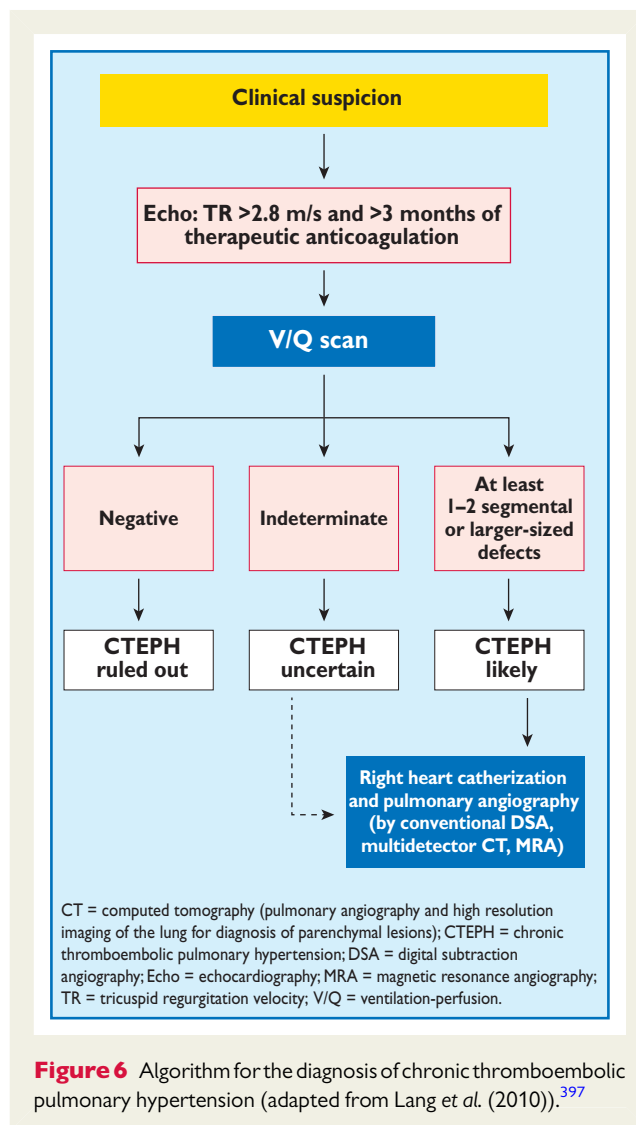 Clinical suspicion
Echo: TR >2.8 m/s and >3 months of
therapeutic anticoagulation
V/Q scan
Negative
Indeterminate
At least
1–2 segmental
or larger-sized
defects
CTEPH
ruled out
CTEPH
uncertain
CTEPH
likely
Right heart catherization
and pulmonary angiography
(by conventional DSA,
multidetector CT, MRA)
CT = computed tomography (pulmonary angiography and high resolution
imaging of the lung for diagnosis of parenchymal lesions); CTEPH = chronic
thromboembolic pulmonary hypertension; DSA = digital subtraction
angiography; Echo = echocardiography; MRA = magnetic resonance angiography;
TR = tricuspid regurgitation velocity; V/Q = ventilation-perfusion.
Figure 6 Algorithm for the diagnosis of chronic thromboembolic
pulmonary hypertension (adapted from Lang et al. (2010)).397